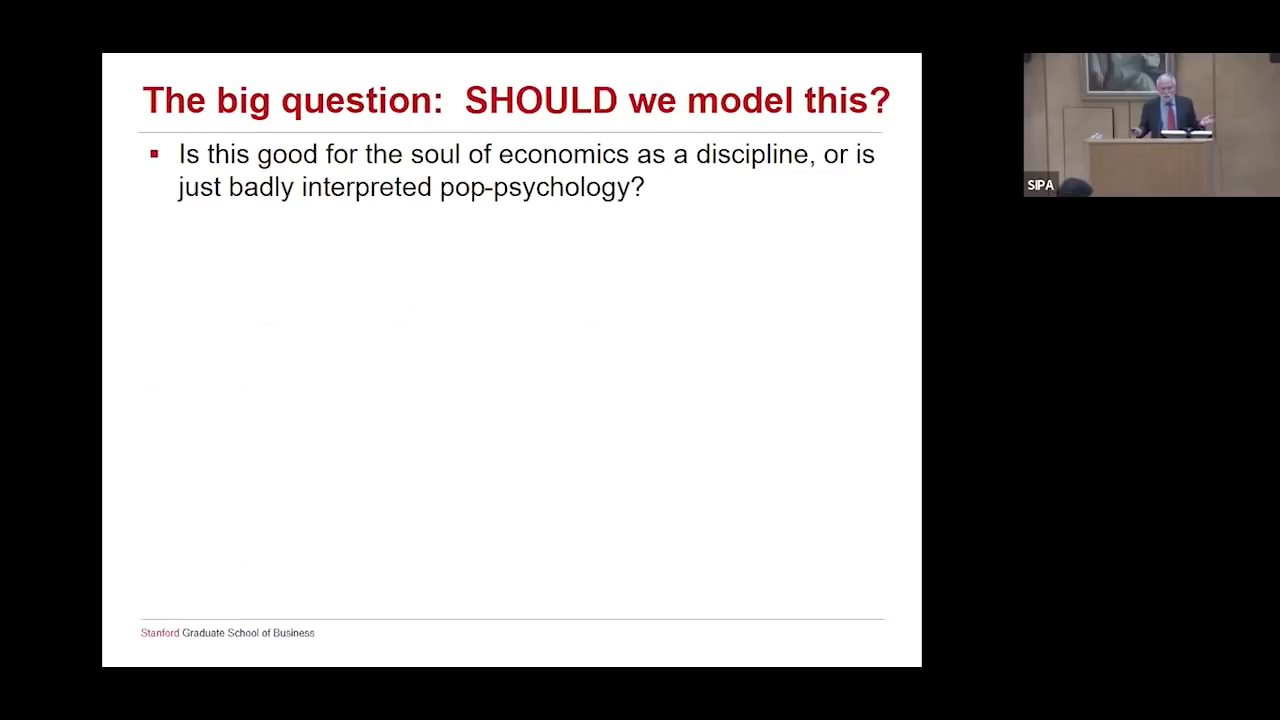 The big question: SHOULD we model this?
▪ Is this good for the soul of economics as a discipline, or is
just badly interpreted pop-psychology?
Stanford Graduate School of Business
SIPA